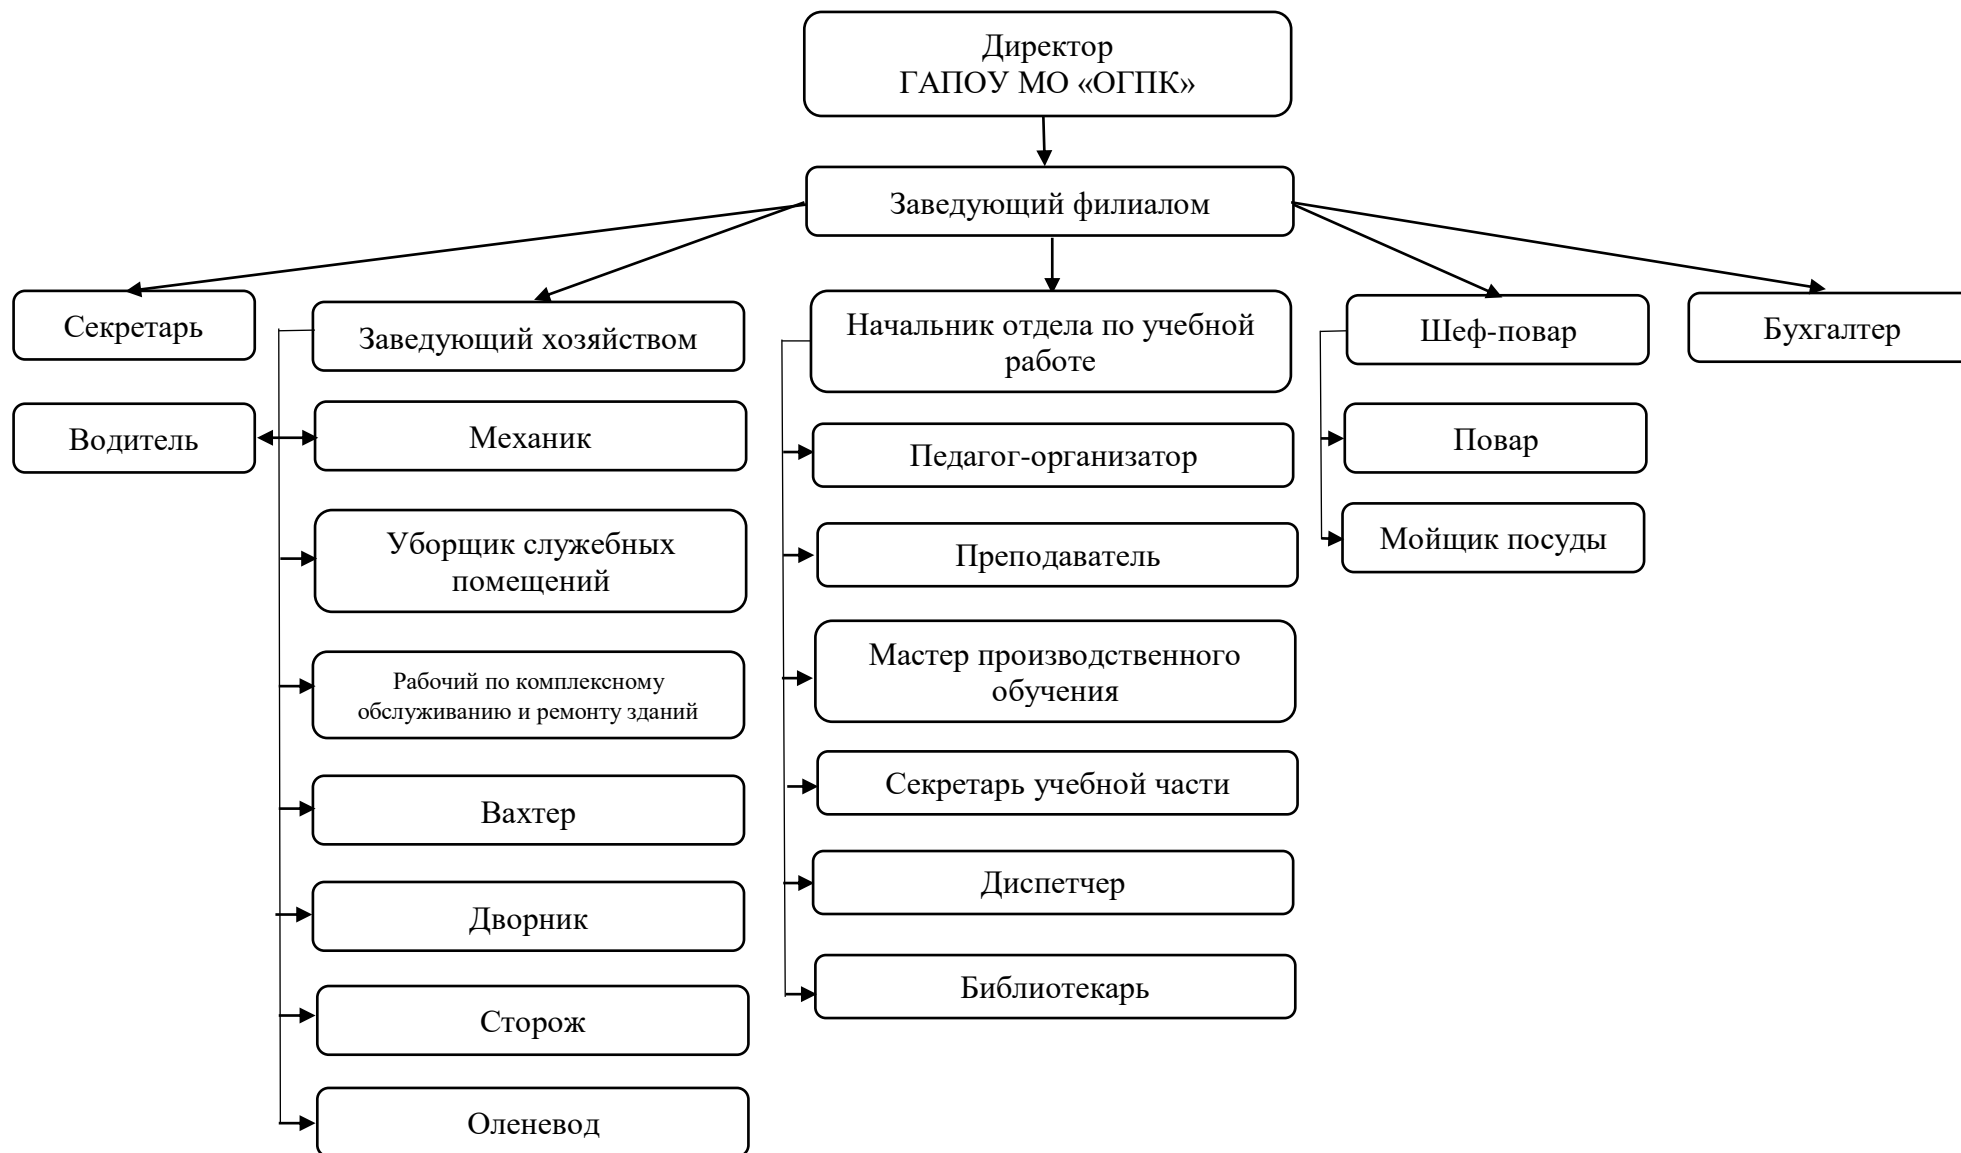 Директор
ГАПОУ МО «ОГПК»
Заведующий филиалом
Секретарь
Заведующий хозяйством
Начальник отдела по учебной
работе
Шеф-повар
Бухгалтер
Водитель
Механик
Педагог-организатор
Повар
Уборщик служебных
помещений
Преподаватель
Мойщик посуды
Рабочий по комплексному
обслуживанию и ремонту зданий
Мастер производственного
обучения
Вахтер
Секретарь учебной части
Дворник
Диспетчер
Сторож
Библиотекарь
Оленевод